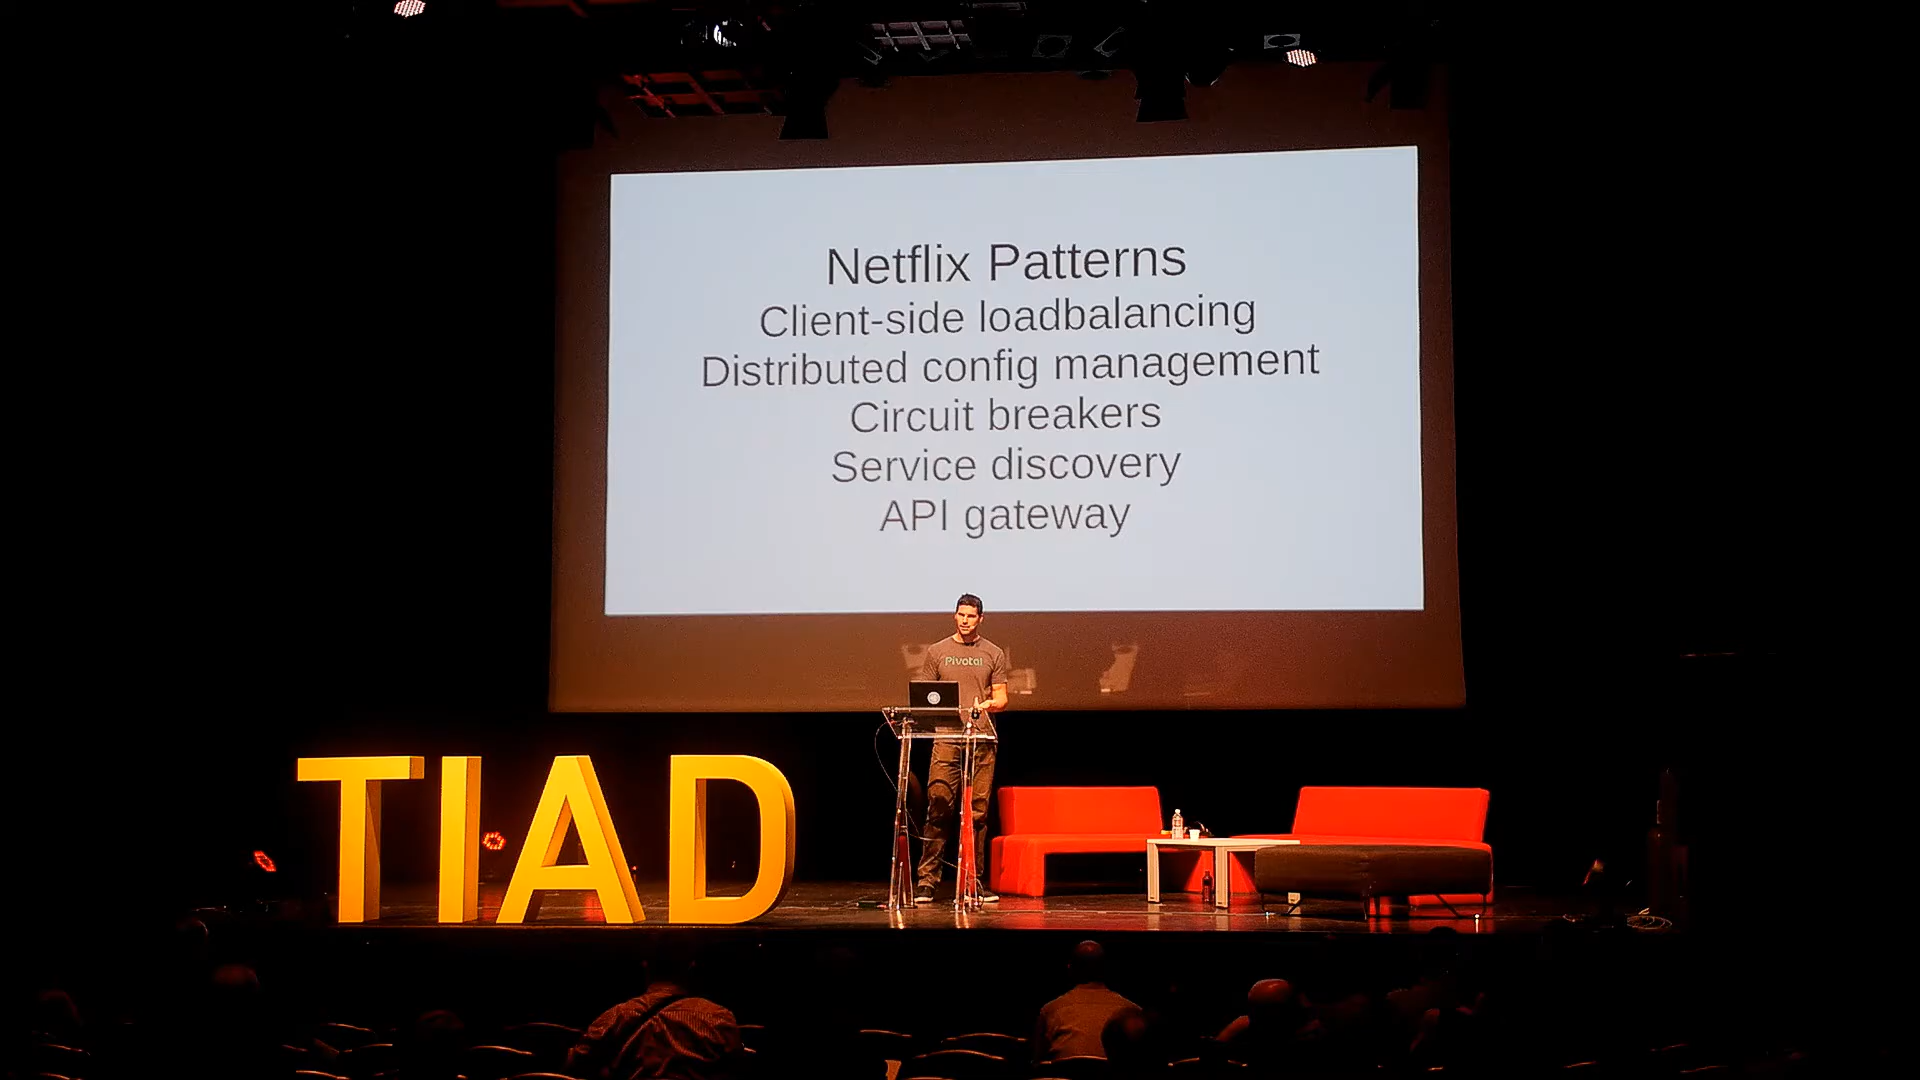 Netflix Patterns
Client-side loadbalancing
Distributed config management
Circuit breakers
Service discovery
API gateway
Pivotal
TIAD